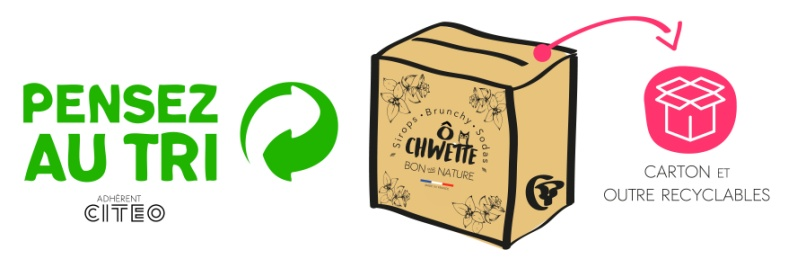 PENSEZ
AU TRI
ADHÉRENT
CITEO
Sirops • Brunchy • Sodas
Ô
CHWETTE
BON NATURE
CARTON ET
OUTRE RECYCLABLES